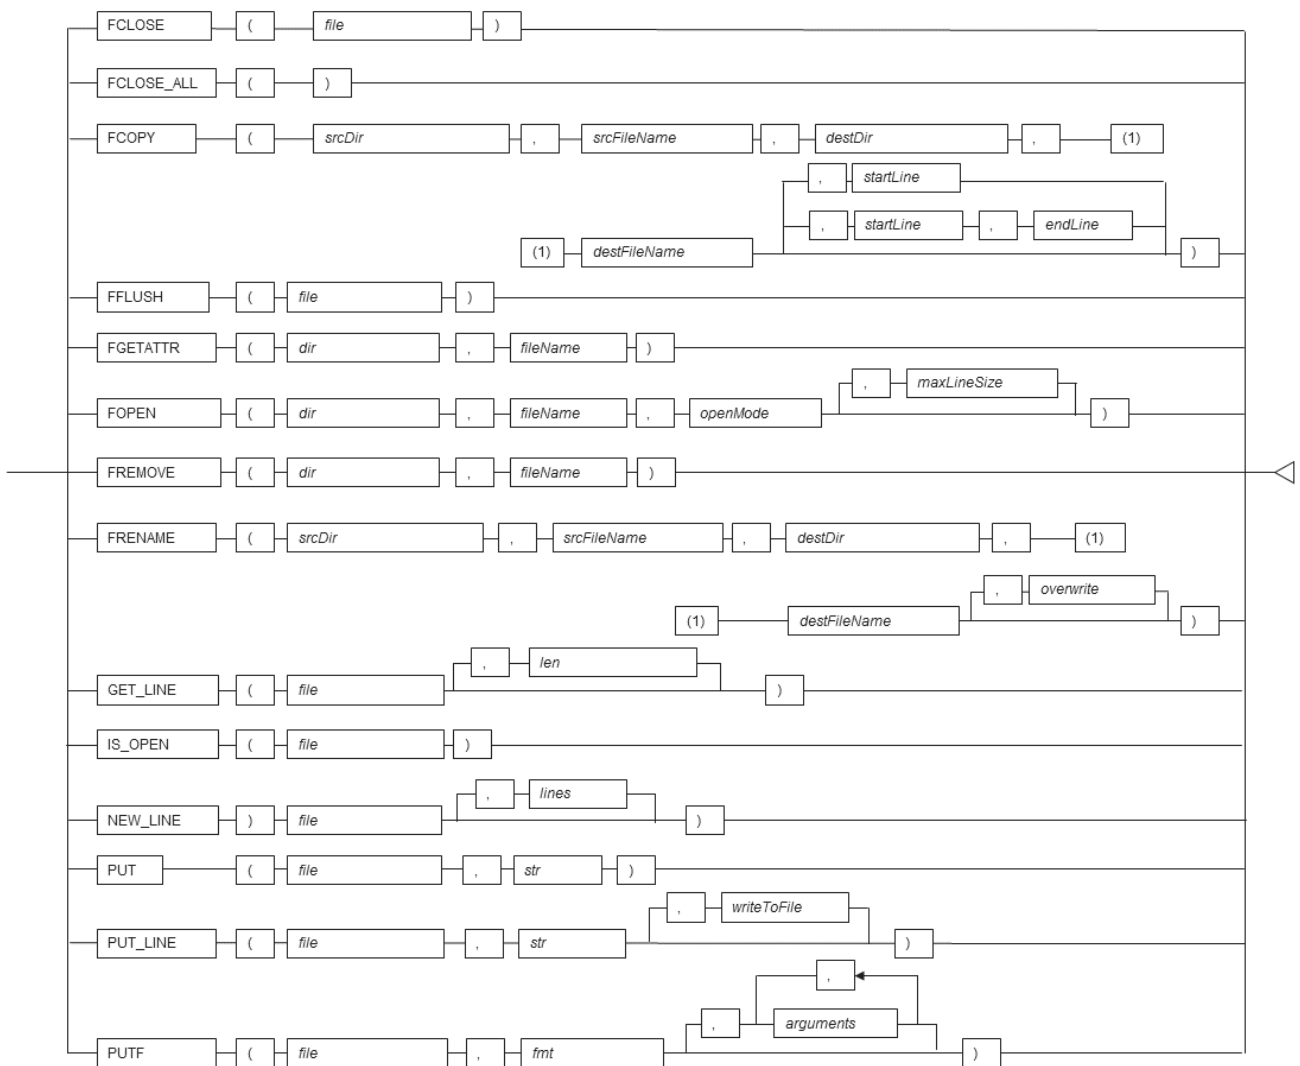 FCLOSE ( file )
FCLOSE_ALL ( )
FCOPY ( srcDir , srcFileName , destDir , (1)
, startLine
, startLine , endLine
(1) destFileName )
FFLUSH ( file )
FGETATTR ( dir , fileName )
, maxLineSize
FOPEN ( dir , fileName , openMode )
FREMOVE ( dir , fileName )
FRENAME ( srcDir , srcFileName , destDir , (1)
, overwrite
(1) destFileName )
, len
GET_LINE ( file )
IS_OPEN ( file )
, lines
NEW_LINE ) file )
PUT ( file , str )
, writeToFile
PUT_LINE ( file , str )
,
, arguments
PUTF ( file , fmt )